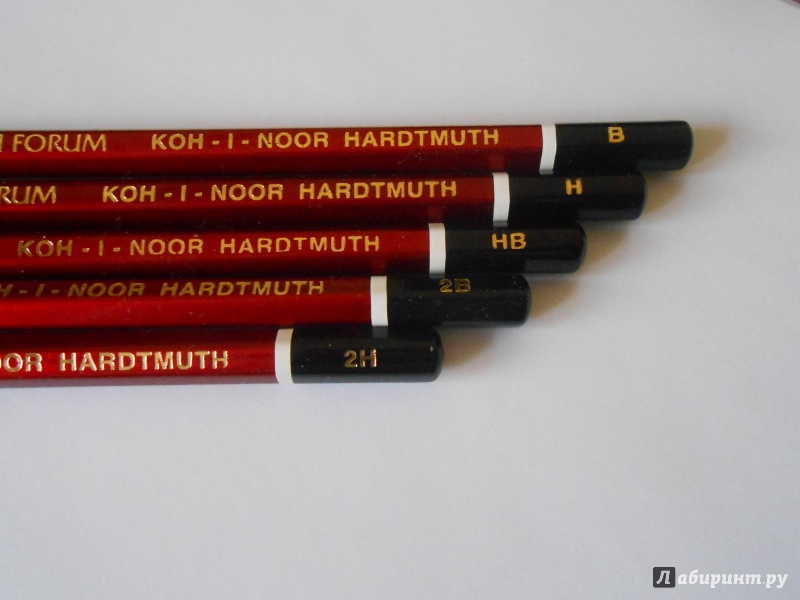 FORUM KOH-I-NOOR HARDTMUTH B
KOH-I-NOOR HARDTMUTH H
KOH-I-NOOR HARDTMUTH HB
-I-NOOR HARDTMUTH 2B
HARDTMUTH 2H
Лабиринт.ру